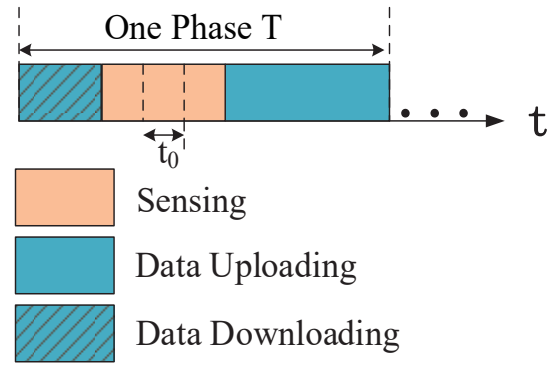 One Phase T
• • •
t
t₀
Sensing
Data Uploading
Data Downloading